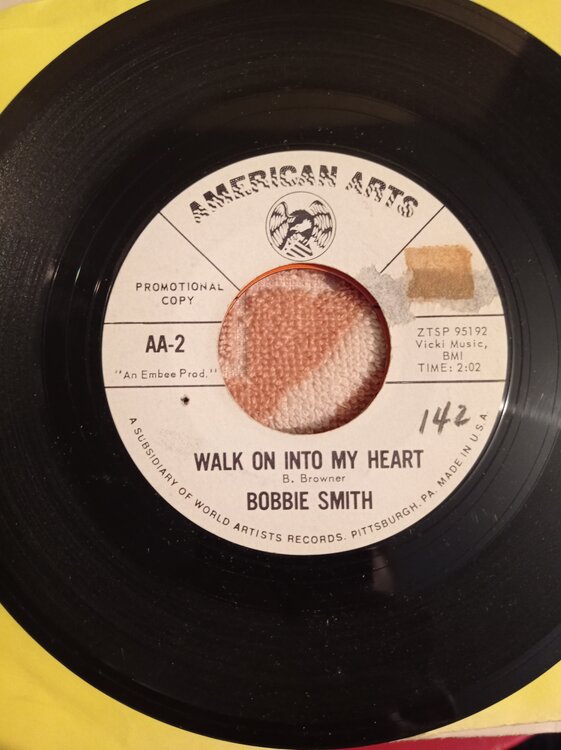 AMERICAN ARTS
PROMOTIONAL
COPY
AA-2
"An Embee Prod."
ZTSP 95192
Vicki Music,
BMI
TIME: 2:02
142
WALK ON INTO MY HEART
B. Browner
BOBBIE SMITH
A SUBSIDIARY OF WORLD ARTISTS RECORDS. PITTSBURGH, PA. MADE IN U.S.A.